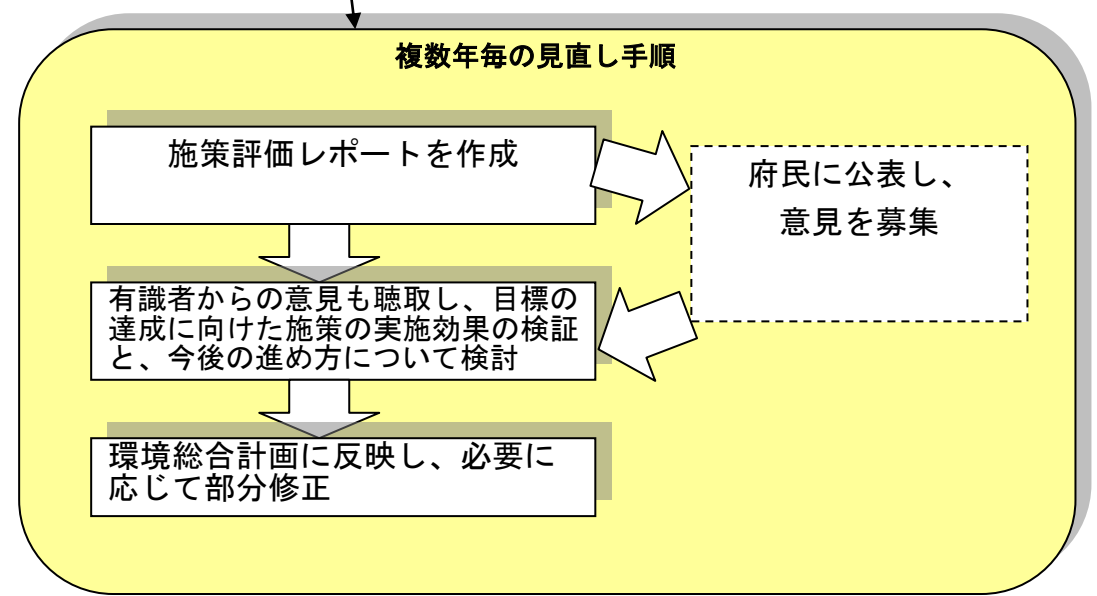 複数年毎の見直し手順
施策評価レポートを作成
府民に公表し、
意見を募集
有識者からの意見も聴取し、目標の
達成に向けた施策の実施効果の検証
と、今後の進め方について検討
環境総合計画に反映し、必要に
応じて部分修正